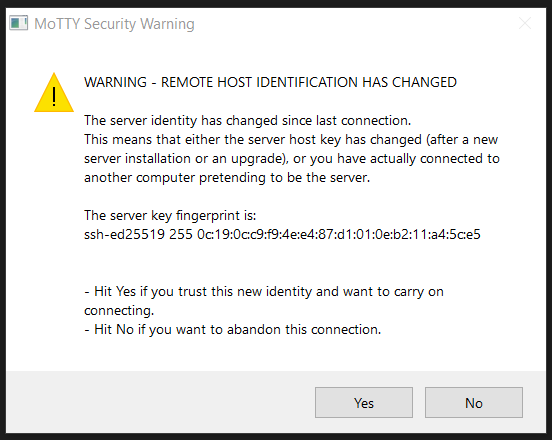 MoTTY Security Warning
WARNING - REMOTE HOST IDENTIFICATION HAS CHANGED
The server identity has changed since last connection.
This means that either the server host key has changed (after a new
server installation or an upgrade), or you have actually connected to
another computer pretending to be the server.
The server key fingerprint is:
ssh-ed25519 255 0c:19:0c:c9:f9:4e:e4:87:d1:01:0e:b2:11:a4:5c:e5
- Hit Yes if you trust this new identity and want to carry on
connecting.
- Hit No if you want to abandon this connection.
Yes
No